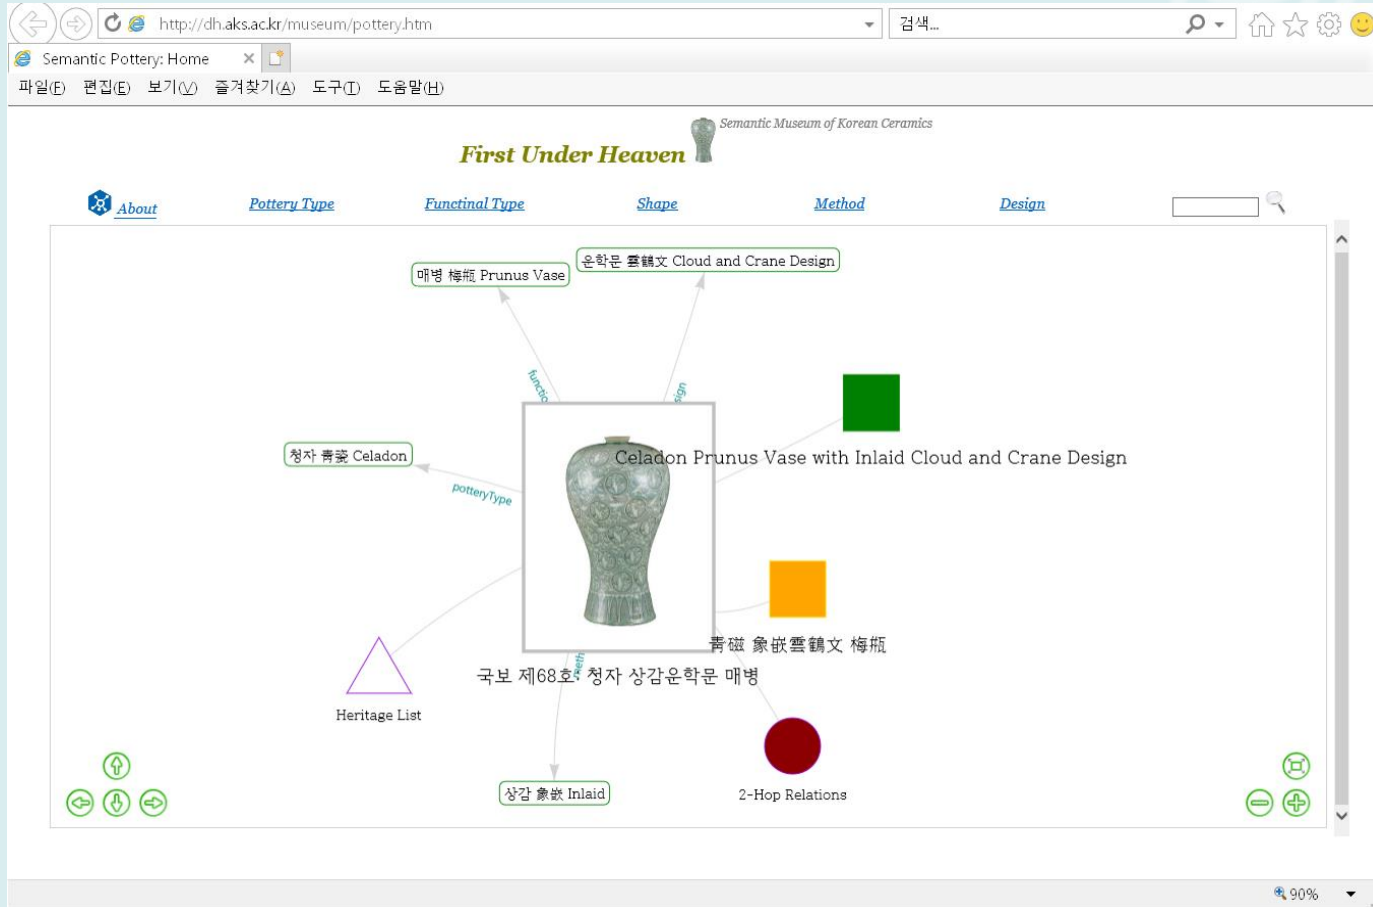 http://dh.aks.ac.kr/museum/pottery.htm
검색...
Semantic Pottery: Home
파일(F) 편집(E) 보기(V) 즐겨찾기(A) 도구(T) 도움말(H)
Semantic Museum of Korean Ceramics
First Under Heaven
About Pottery Type Functinal Type Shape Method Design
운학문 雲鶴文 Cloud and Crane Design
매병 梅瓶 Prunus Vase
청자 青瓷 Celadon
potteryType
Celadon Prunus Vase with Inlaid Cloud and Crane Design
青磁 象嵌雲鶴文 梅瓶
국보 제68호: 청자 상감운학문 매병
Heritage List
상감 象嵌 Inlaid
2-Hop Relations
90%